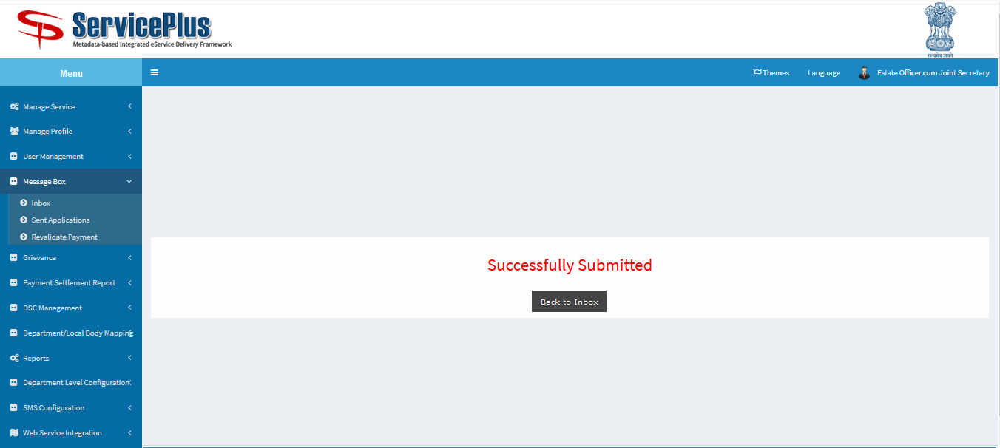 ServicePlus
Metadata-based Integrated eService Delivery Framework
सत्यमेव जयते
Menu
Themes
Language
Estate Officer cum Joint Secretary
Manage Service
Manage Profile
User Management
Message Box
Inbox
Sent Applications
Revalidate Payment
Grievance
Payment Settlement Report
DSC Management
Department/Local Body Mapping
Reports
Department Level Configuration
SMS Configuration
Web Service Integration
Successfully Submitted
Back to Inbox